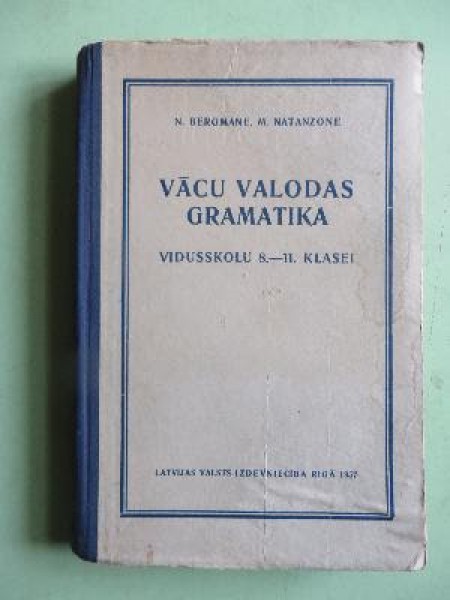 N. BERGMANE, M. NATANZONE
VĀCU VALODAS
GRAMATIKA
VIDUSSKOLU 8.—11. KLASEI
LATVIJAS VALSTS IZDEVNIECĪBA RĪGĀ 1957